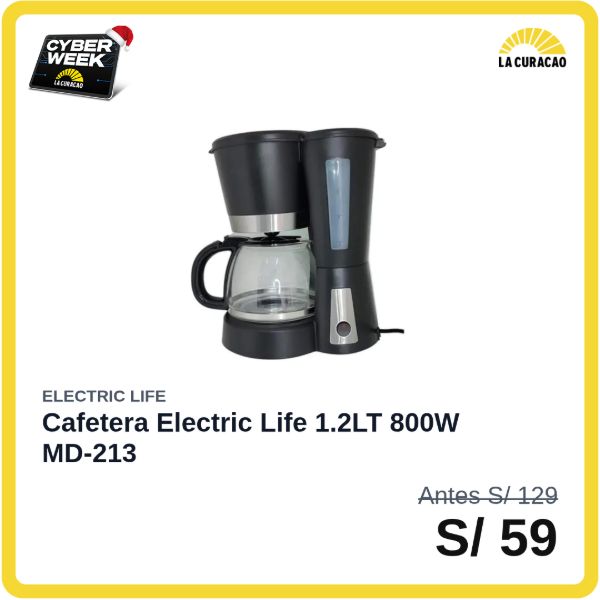 CYBER
WEEK
LA CURACAO
LA CURACAO
ELECTRIC LIFE
Cafetera Electric Life 1.2LT 800W
MD-213
Antes S/ 129
S/ 59